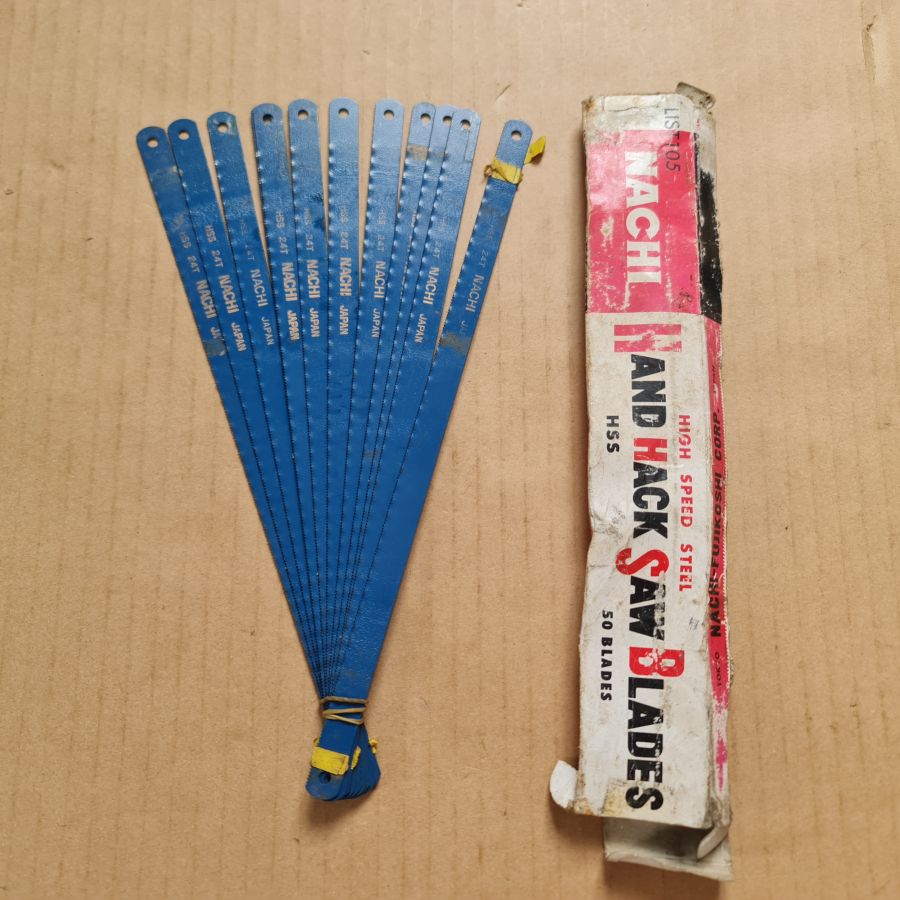 HSS 24T NACHI
HSS 24T NACHI JAPAN
NACHI JAPAN
HSS 24T NACHI JAPAN
HSS 24T NACHI JAPAN
HSS 24T NACHI JAPAN
HSS 24T NACHI JAPAN
24T NACHI JAPAN
HSS 24T NACHI
LIST 105
NACHI
HIGH SPEED STEEL
HAND HACK SAW BLADES
HSS 50 BLADES
NACHI-FUJIKOSHI CORP.